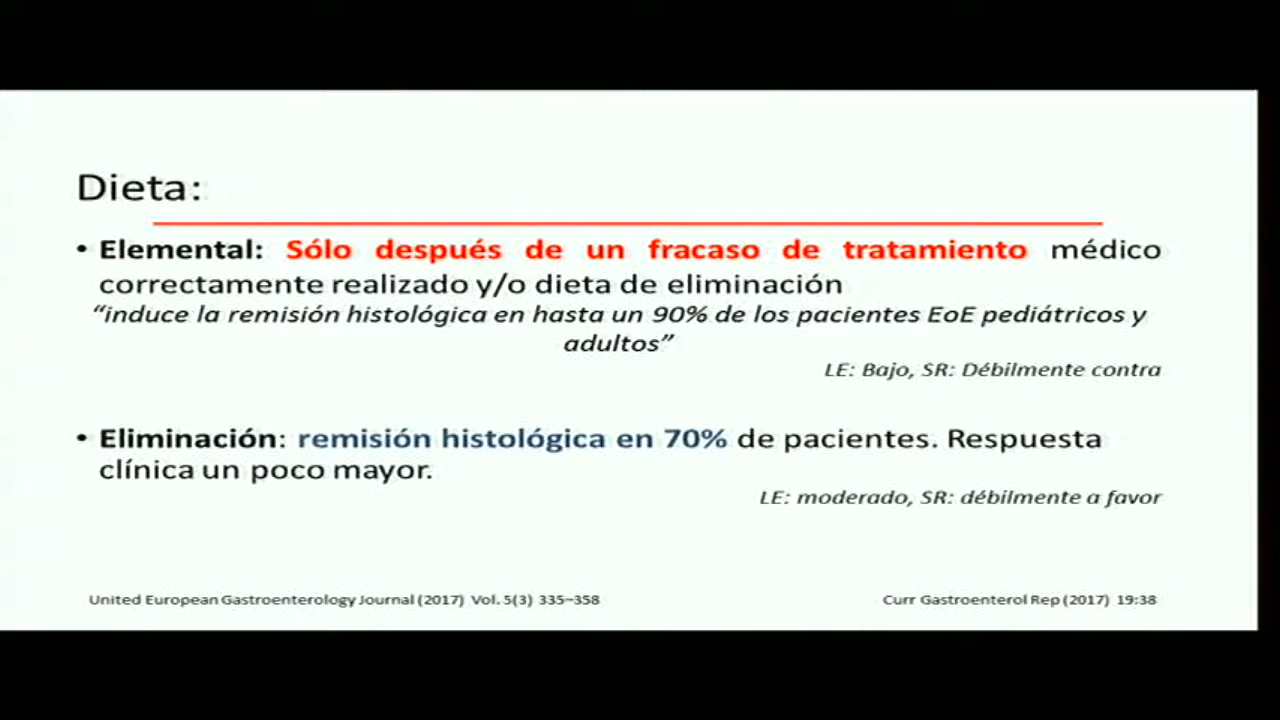 Dieta:
• Elemental: Sólo después de un fracaso de tratamiento médico
correctamente realizado y/o dieta de eliminación
“induce la remisión histológica en hasta un 90% de los pacientes EoE pediátricos y
adultos”
LE: Bajo, SR: Débilmente contra
• Eliminación: remisión histológica en 70% de pacientes. Respuesta
clínica un poco mayor.
LE: moderado, SR: débilmente a favor
United European Gastroenterology Journal (2017) Vol. 5(3) 335–358
Curr Gastroenterol Rep (2017) 19:38